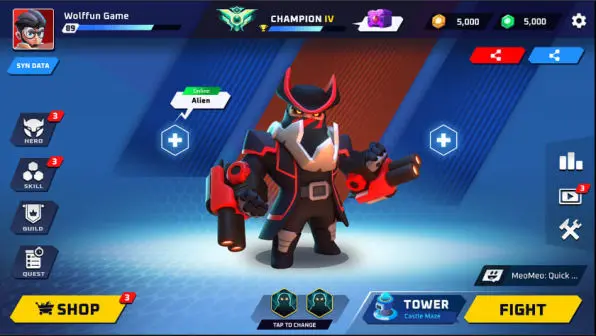 Wolffun Game
89
CHAMPION IV
5,000
5,000
SYN DATA
Online
Alien
3
HERO
3
SKILL
GUILD
QUEST
3
MeoMeo: Quick ...
SHOP
3
TAP TO CHANGE
TOWER
Castle Maze
FIGHT